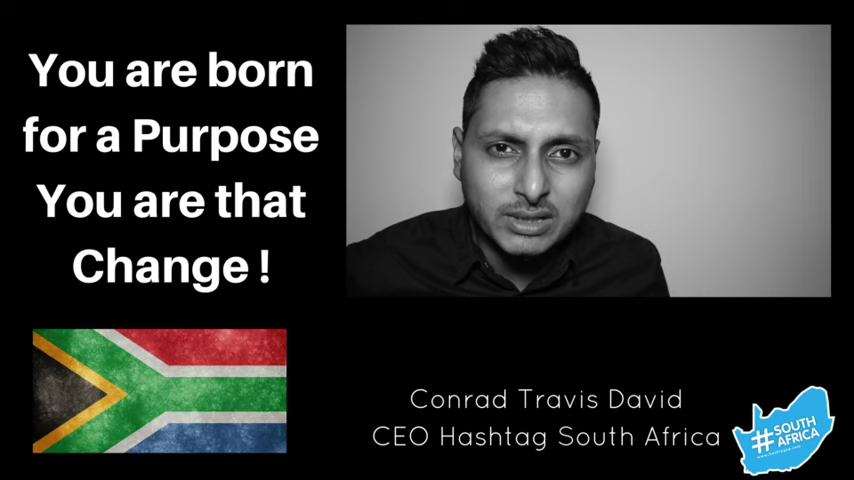 You are born
for a Purpose
You are that
Change !
Conrad Travis David
CEO Hashtag South Africa
#SOUTH
AFRICA